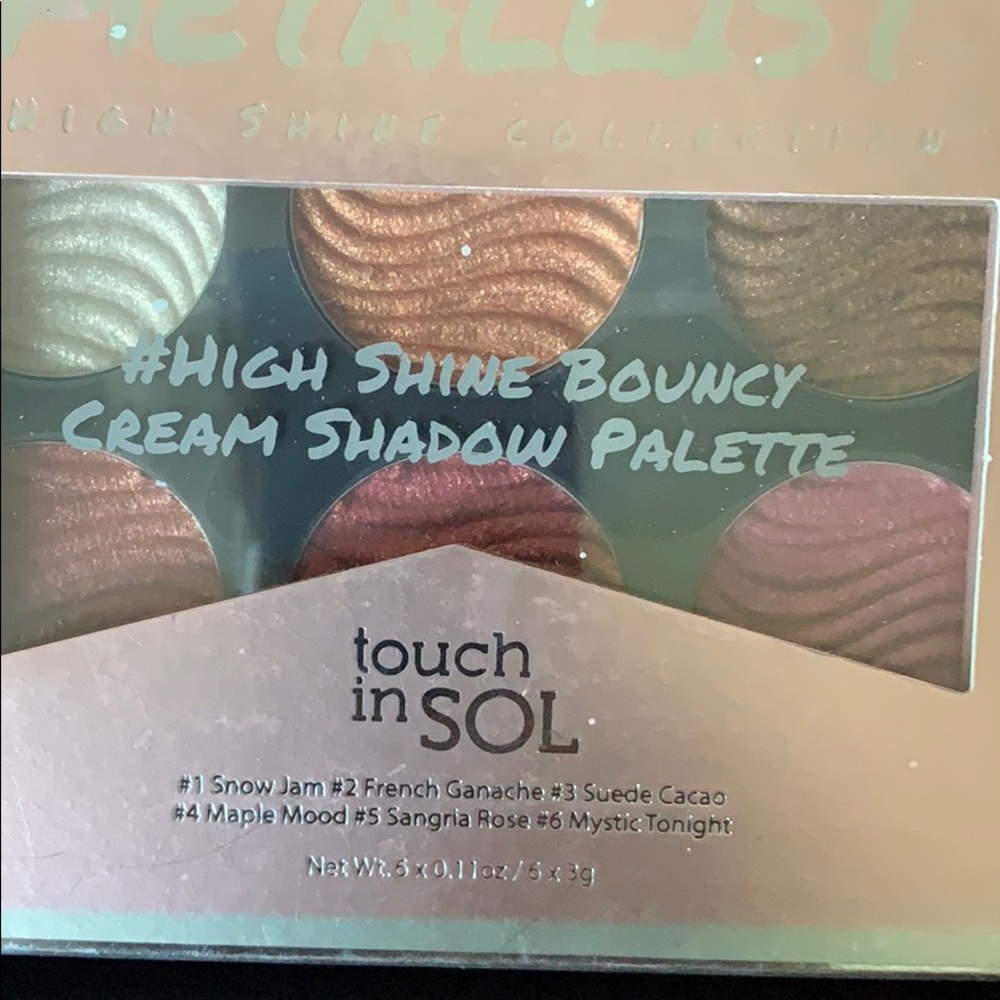 METALLIST
HIGH SHINE COLLECTION
#HIGH SHINE BOUNCY
CREAM SHADOW PALETTE
touch
in SOL
#1 Snow Jam #2 French Ganache #3 Suede Cacao
#4 Maple Mood #5 Sangria Rose #6 Mystic Tonight
Net Wt. 6 x 0.11oz / 6 x 3g